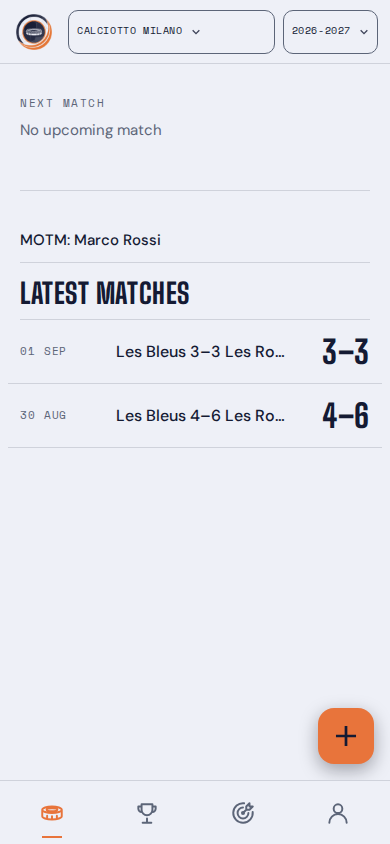 CALCIOTTO MILANO
2026-2027
NEXT MATCH
No upcoming match
MOTM: Marco Rossi
LATEST MATCHES
01 SEP Les Bleus 3–3 Les Ro... 3–3
30 AUG Les Bleus 4–6 Les Ro... 4–6